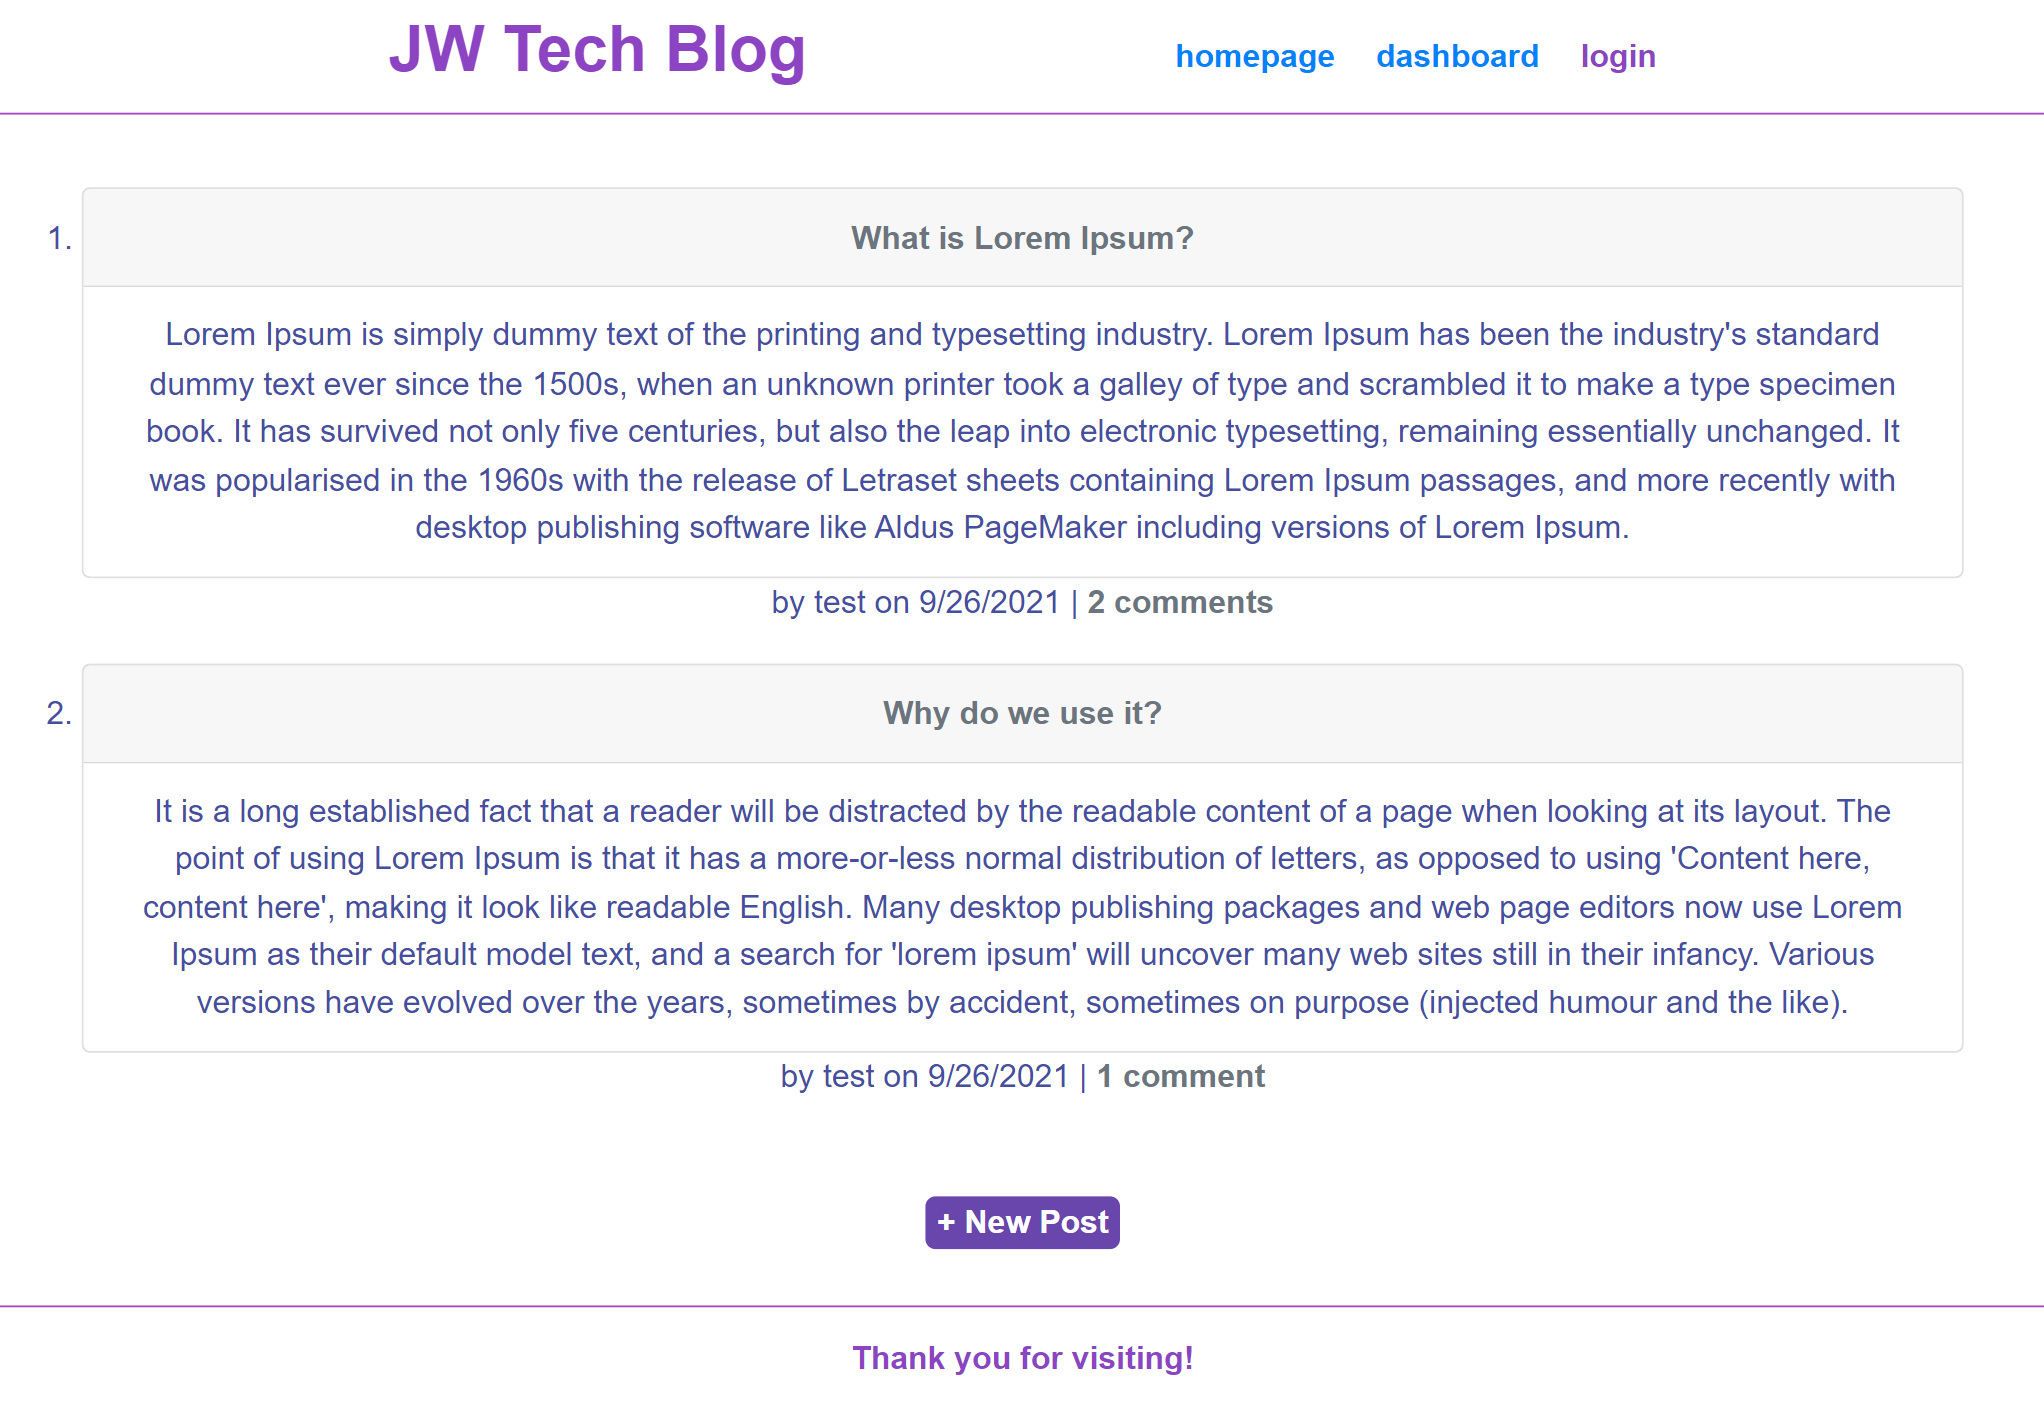 JW Tech Blog
homepage dashboard login
1. What is Lorem Ipsum?
Lorem Ipsum is simply dummy text of the printing and typesetting industry. Lorem Ipsum has been the industry's standard
dummy text ever since the 1500s, when an unknown printer took a galley of type and scrambled it to make a type specimen
book. It has survived not only five centuries, but also the leap into electronic typesetting, remaining essentially unchanged. It
was popularised in the 1960s with the release of Letraset sheets containing Lorem Ipsum passages, and more recently with
desktop publishing software like Aldus PageMaker including versions of Lorem Ipsum.
by test on 9/26/2021 | 2 comments
2. Why do we use it?
It is a long established fact that a reader will be distracted by the readable content of a page when looking at its layout. The
point of using Lorem Ipsum is that it has a more-or-less normal distribution of letters, as opposed to using 'Content here,
content here', making it look like readable English. Many desktop publishing packages and web page editors now use Lorem
Ipsum as their default model text, and a search for 'lorem ipsum' will uncover many web sites still in their infancy. Various
versions have evolved over the years, sometimes by accident, sometimes on purpose (injected humour and the like).
by test on 9/26/2021 | 1 comment
+ New Post
Thank you for visiting!